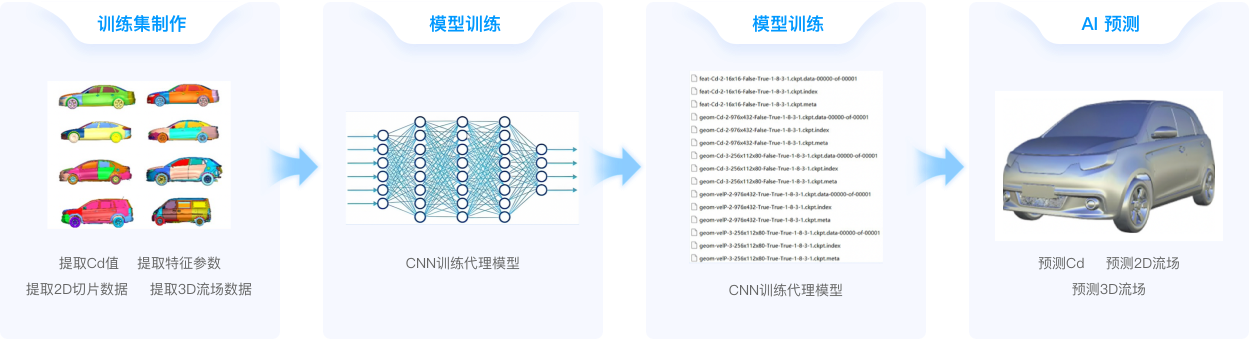 训练集制作
提取Cd值 提取特征参数
提取2D切片数据 提取3D流场数据
模型训练
CNN训练代理模型
模型训练
feat-Cd-2-16x16-False-True-1-8-3-1.ckpt.data-00000-of-00001
feat-Cd-2-16x16-False-True-1-8-3-1.ckpt.index
feat-Cd-2-16x16-False-True-1-8-3-1.ckpt.meta
geom-Cd-2-976x432-False-True-1-8-3-1.ckpt.data-00000-of-00001
geom-Cd-2-976x432-False-True-1-8-3-1.ckpt.index
geom-Cd-2-976x432-False-True-1-8-3-1.ckpt.meta
geom-Cd-3-256x112x80-False-True-1-8-3-1.ckpt.data-00000-of-00001
geom-Cd-3-256x112x80-False-True-1-8-3-1.ckpt.index
geom-Cd-3-256x112x80-False-True-1-8-3-1.ckpt.meta
geom-velP-2-976x432-True-True-1-8-3-1.ckpt.data-00000-of-00001
geom-velP-2-976x432-True-True-1-8-3-1.ckpt.index
geom-velP-2-976x432-True-True-1-8-3-1.ckpt.meta
geom-velP-3-256x112x80-True-True-1-8-3-1.ckpt.data-00000-of-00001
geom-velP-3-256x112x80-True-True-1-8-3-1.ckpt.index
geom-velP-3-256x112x80-True-True-1-8-3-1.ckpt.meta
CNN训练代理模型
AI 预测
预测Cd 预测2D流场
预测3D流场